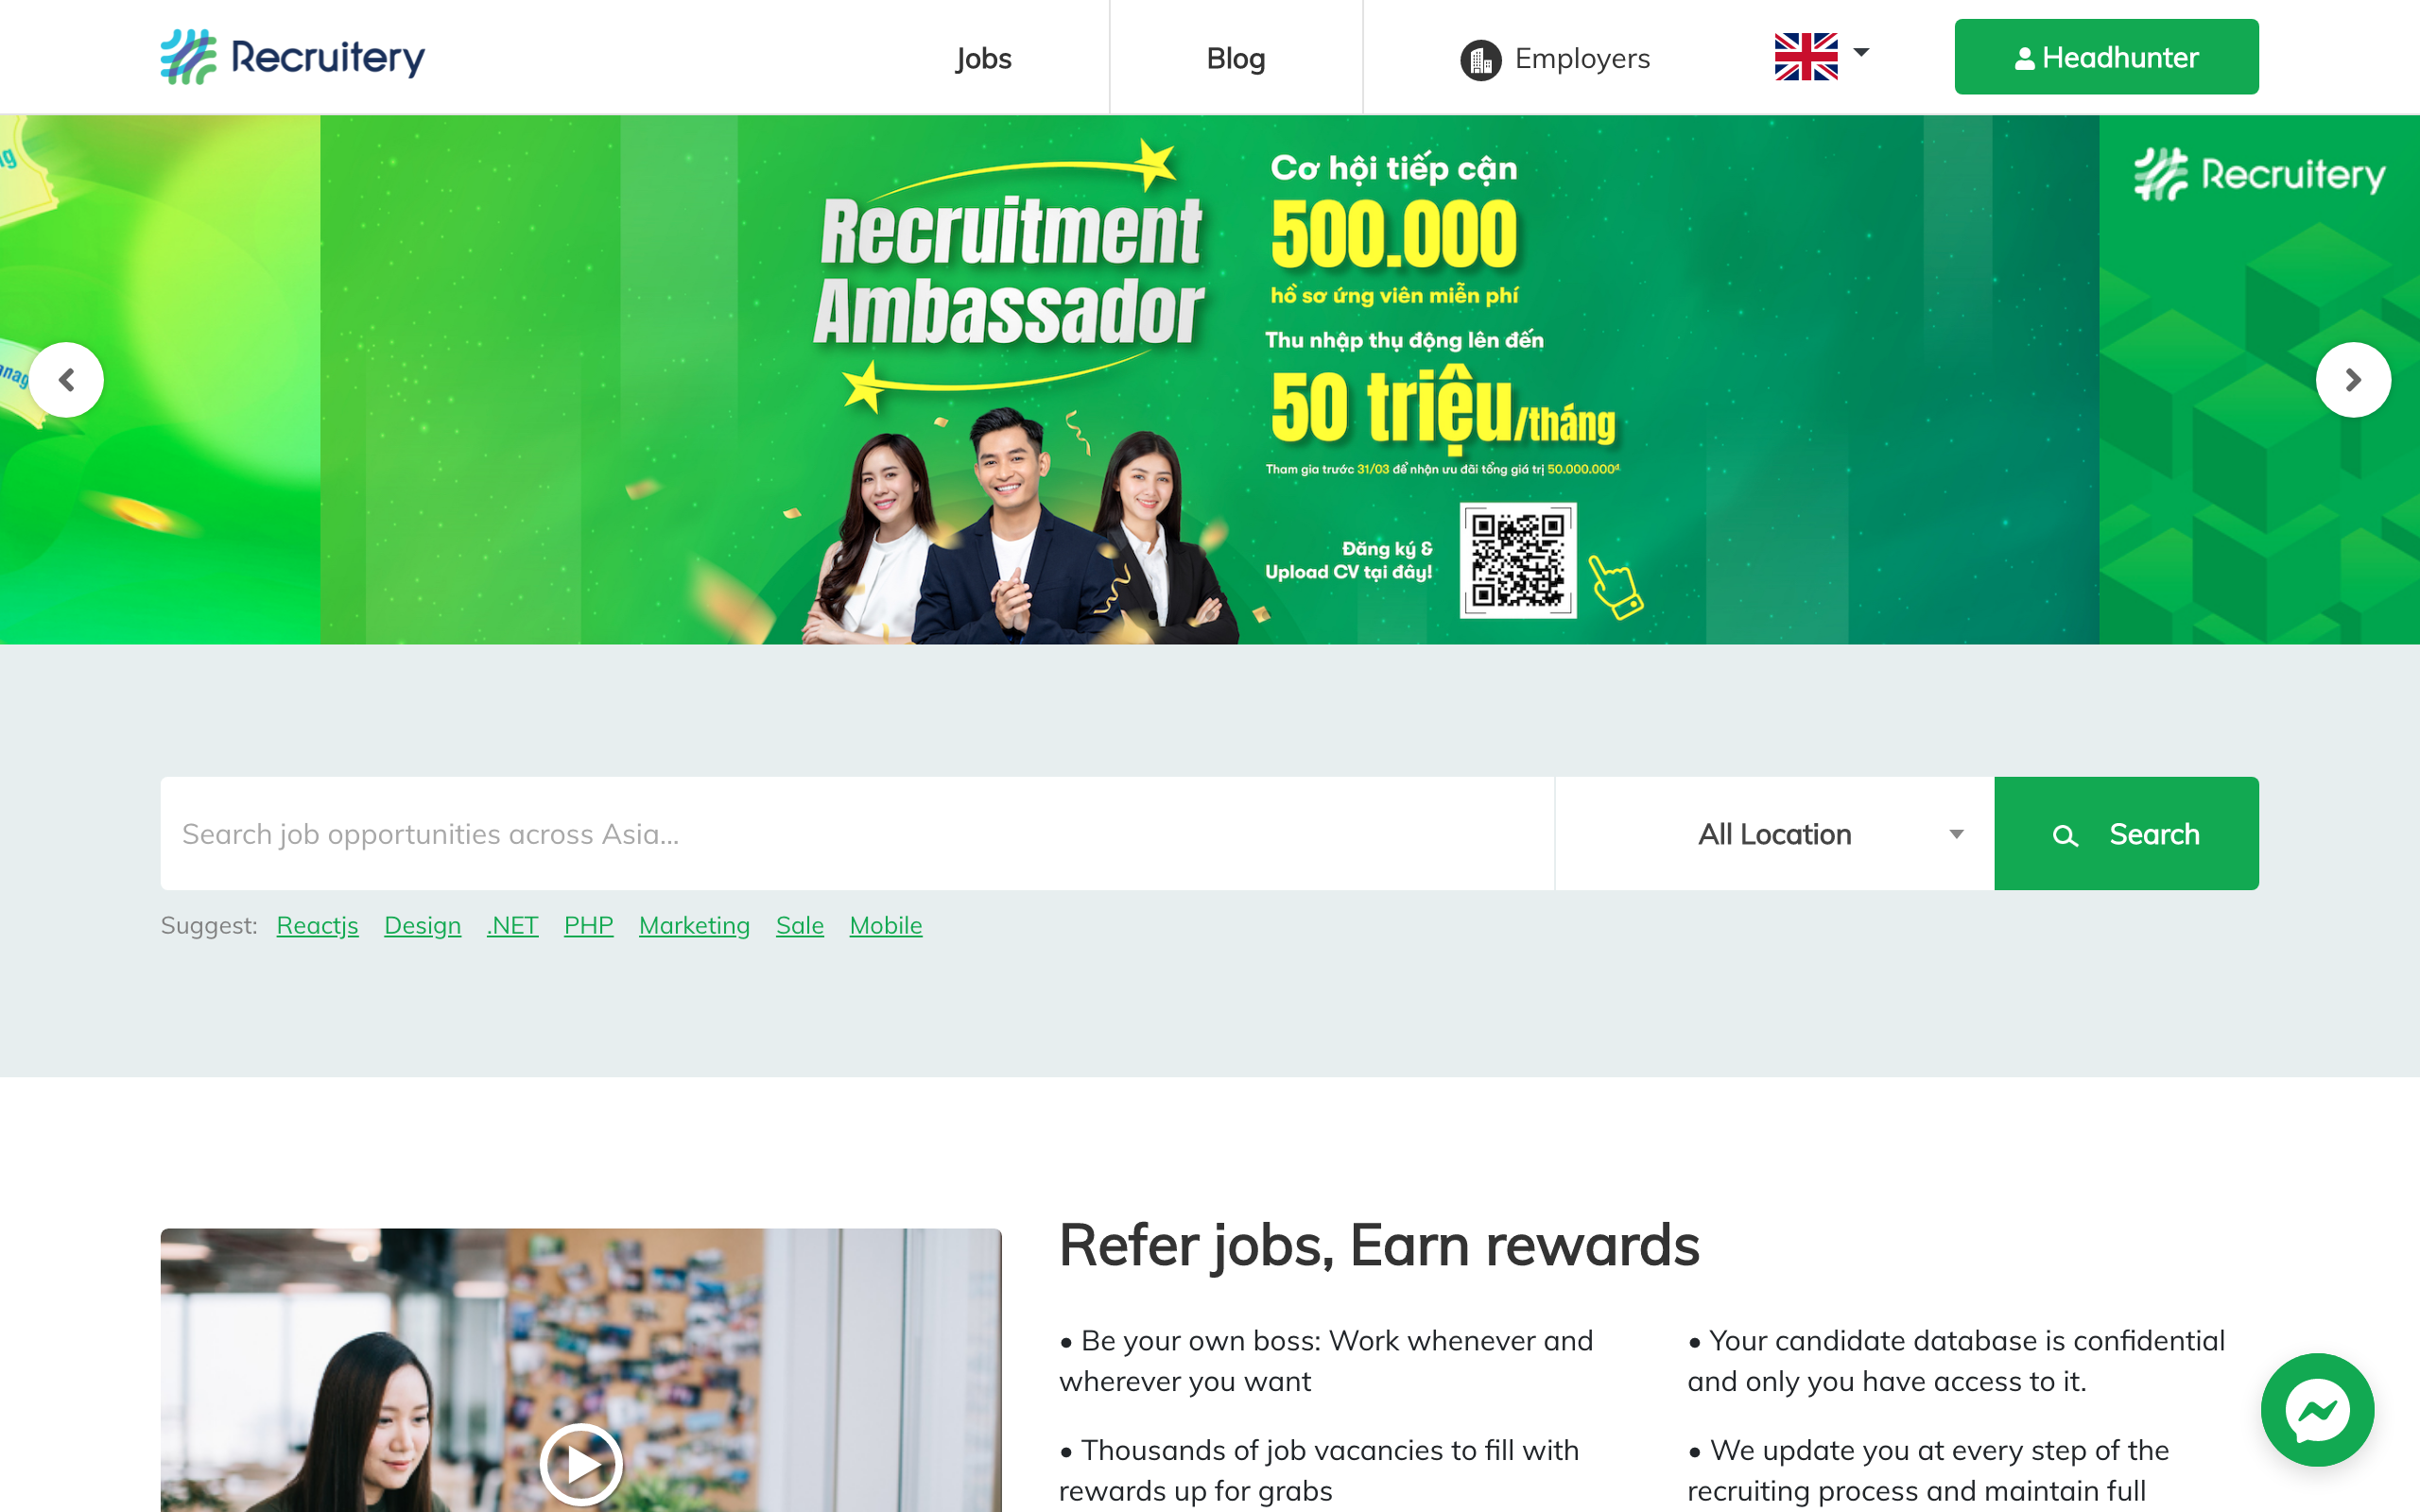 Recruitery
Jobs
Blog
Employers
Headhunter
Recruitment
Ambassador
Cơ hội tiếp cận
500.000
hồ sơ ứng viên miễn phí
Thu nhập thụ động lên đến
50 triệu/tháng
Tham gia trước 31/03 để nhận ưu đãi tổng giá trị 50.000.000đ
Đăng ký &
Upload CV tại đây!
Recruitery
Search job opportunities across Asia...
All Location
Search
Suggest: Reactjs Design .NET PHP Marketing Sale Mobile
Refer jobs, Earn rewards
• Be your own boss: Work whenever and
wherever you want
• Thousands of job vacancies to fill with
rewards up for grabs
• Your candidate database is confidential
and only you have access to it.
• We update you at every step of the
recruiting process and maintain full